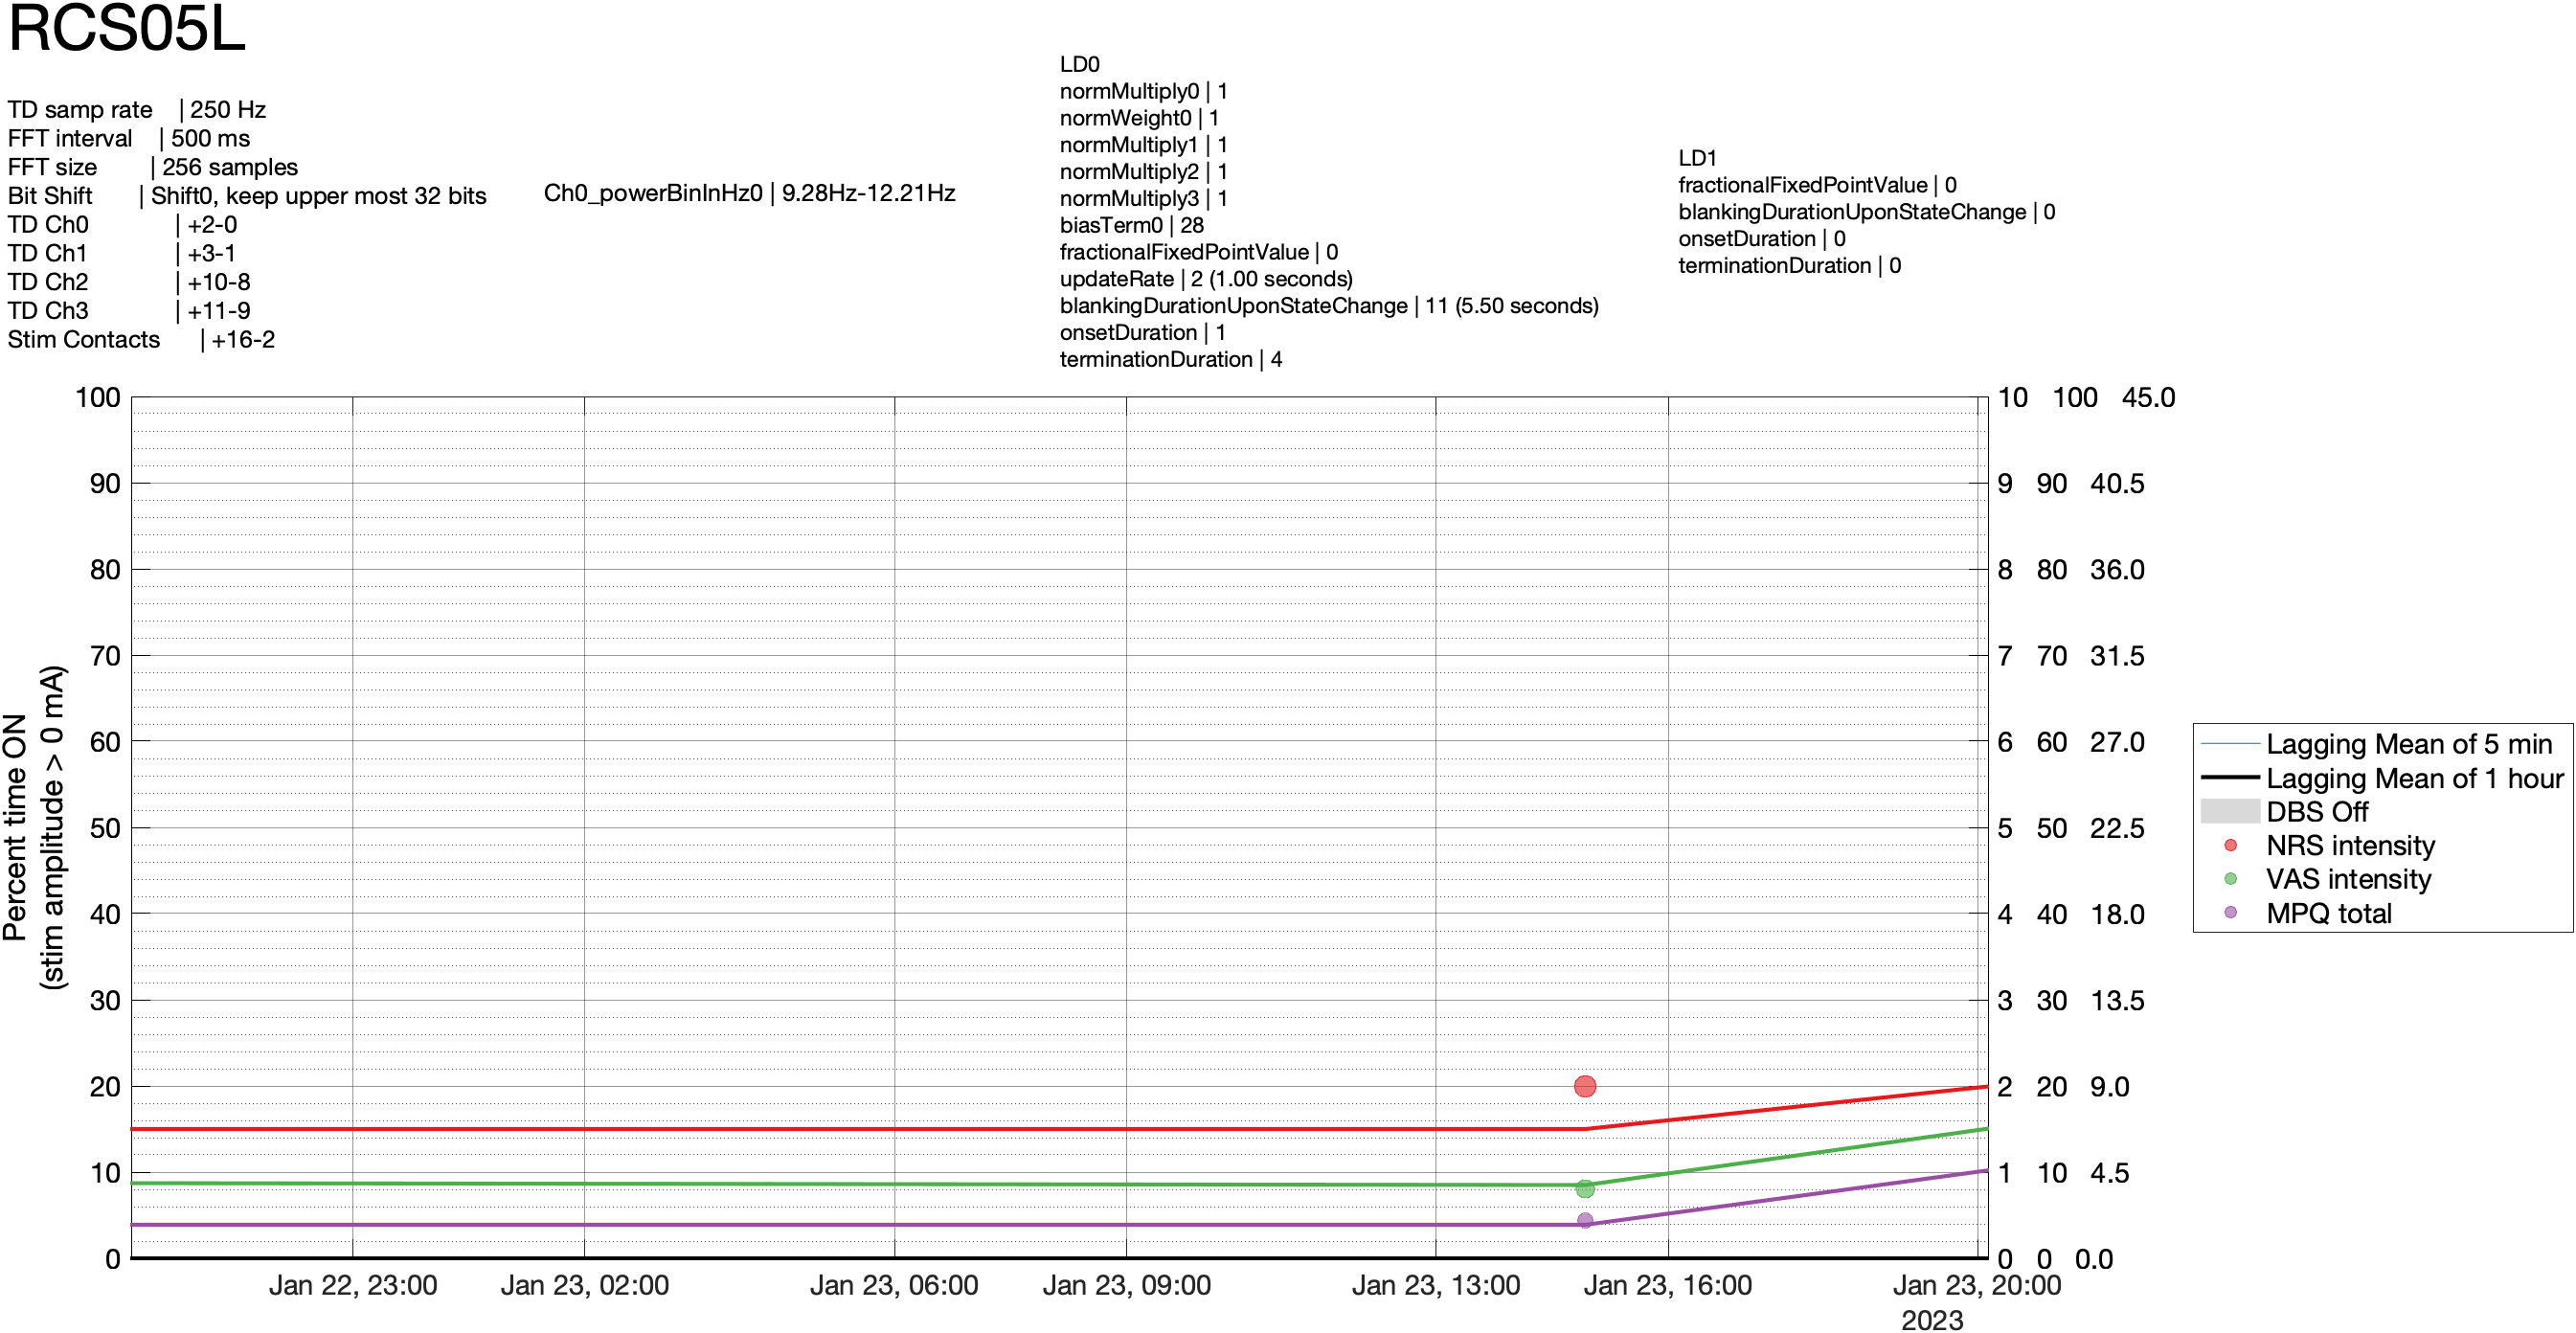 RCS05L
TD samp rate | 250 Hz
FFT interval | 500 ms
FFT size | 256 samples
Bit Shift | Shift0, keep upper most 32 bits
TD Ch0 | +2-0
TD Ch1 | +3-1
TD Ch2 | +10-8
TD Ch3 | +11-9
Stim Contacts | +16-2
Ch0_powerBinInHz0 | 9.28Hz-12.21Hz
LD0
normMultiply0 | 1
normWeight0 | 1
normMultiply1 | 1
normMultiply2 | 1
normMultiply3 | 1
biasTerm0 | 28
fractionalFixedPointValue | 0
updateRate | 2 (1.00 seconds)
blankingDurationUponStateChange | 11 (5.50 seconds)
onsetDuration | 1
terminationDuration | 4
LD1
fractionalFixedPointValue | 0
blankingDurationUponStateChange | 0
onsetDuration | 0
terminationDuration | 0
Percent time ON
(stim amplitude > 0 mA)
100
90
80
70
60
50
40
30
20
10
0
10 100 45.0
9 90 40.5
8 80 36.0
7 70 31.5
6 60 27.0
5 50 22.5
4 40 18.0
3 30 13.5
2 20 9.0
1 10 4.5
0 0 0.0
Jan 22, 23:00
Jan 23, 02:00
Jan 23, 06:00
Jan 23, 09:00
Jan 23, 13:00
Jan 23, 16:00
Jan 23, 20:00
2023
Lagging Mean of 5 min
Lagging Mean of 1 hour
DBS Off
NRS intensity
VAS intensity
MPQ total